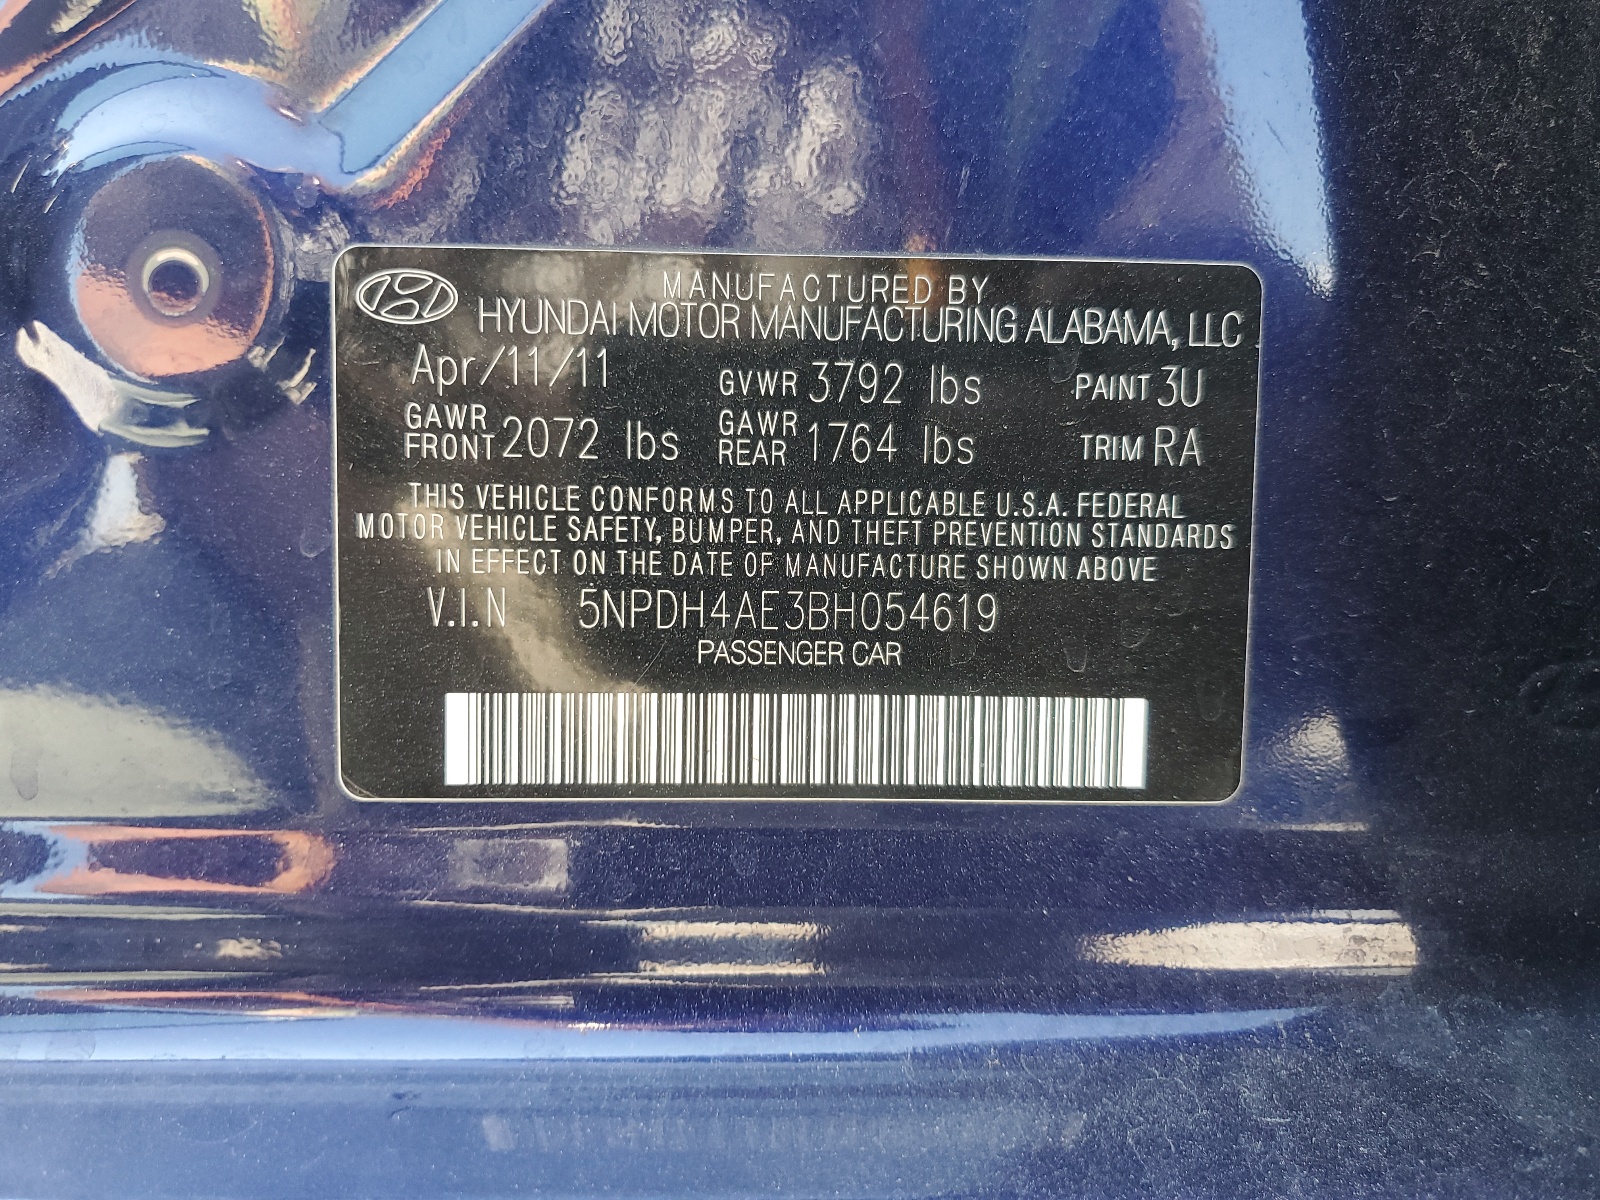 MANUFACTURED BY
HYUNDAI MOTOR MANUFACTURING ALABAMA, LLC
Apr/11/11 GVWR 3792 lbs PAINT 3U
GAWR FRONT 2072 lbs GAWR REAR 1764 lbs TRIM RA
THIS VEHICLE CONFORMS TO ALL APPLICABLE U.S.A. FEDERAL
MOTOR VEHICLE SAFETY, BUMPER, AND THEFT PREVENTION STANDARDS
IN EFFECT ON THE DATE OF MANUFACTURE SHOWN ABOVE
V.I.N 5NPDH4AE3BH054619
PASSENGER CAR